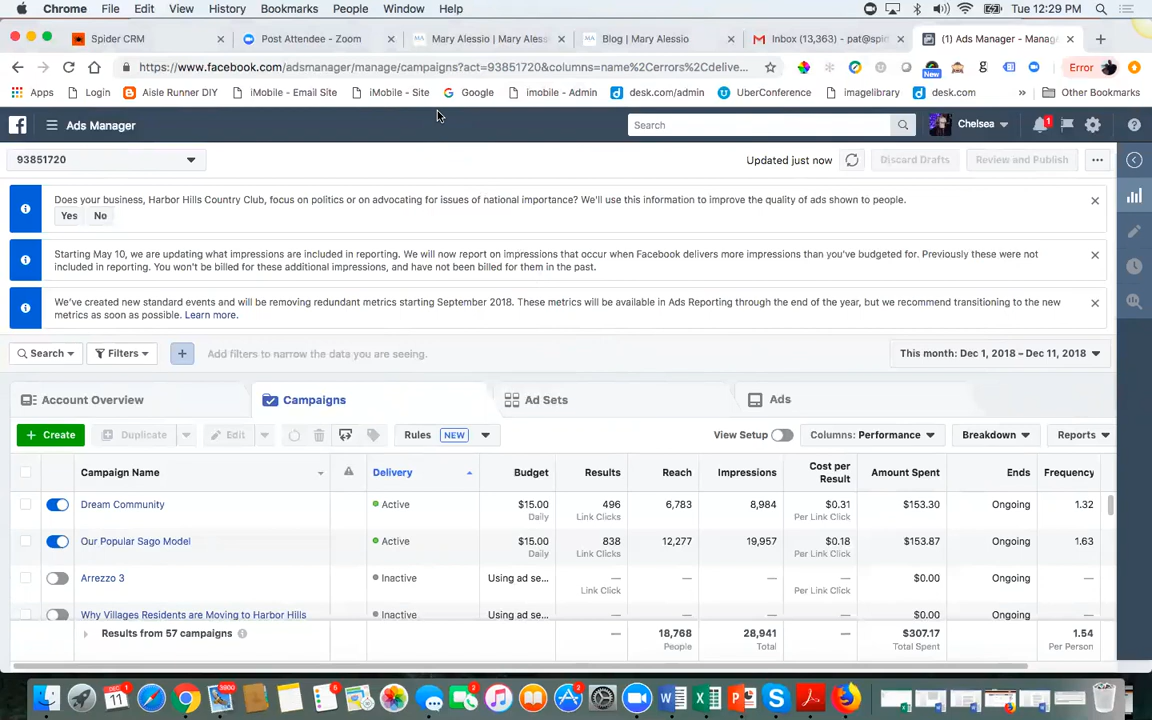 Chrome File Edit View History Bookmarks People Window Help Tue 12:29 PM
Spider CRM Post Attendee - Zoom Mary Alessio | Mary Aless Blog | Mary Alessio Inbox (13,363) - pat@spid (1) Ads Manager - Manag
https://www.facebook.com/adsmanager/manage/campaigns?act=93851720&columns=name%2Cerrors%2Cdelive... New Error
Apps Login Aisle Runner DIY iMobile - Email Site iMobile - Site Google imobile - Admin desk.com/admin UberConference imagelibrary desk.com » Other Bookmarks
Ads Manager Search Chelsea 1
93851720 Updated just now Discard Drafts Review and Publish
Does your business, Harbor Hills Country Club, focus on politics or on advocating for issues of national importance? We'll use this information to improve the quality of ads shown to people.
Yes No
Starting May 10, we are updating what impressions are included in reporting. We will now report on impressions that occur when Facebook delivers more impressions than you've budgeted for. Previously these were not
included in reporting. You won't be billed for these additional impressions, and have not been billed for them in the past.
We've created new standard events and will be removing redundant metrics starting September 2018. These metrics will be available in Ads Reporting through the end of the year, but we recommend transitioning to the new
metrics as soon as possible. Learn more.
Search Filters + Add filters to narrow the data you are seeing. This month: Dec 1, 2018 – Dec 11, 2018
Account Overview Campaigns Ad Sets Ads
+ Create Duplicate Edit Rules NEW View Setup Columns: Performance Breakdown Reports
Campaign Name Delivery Budget Results Reach Impressions Cost per Result Amount Spent Ends Frequency
Dream Community Active $15.00 496 6,783 8,984 $0.31 $153.30 Ongoing 1.32
Daily Link Clicks Per Link Click
Our Popular Sago Model Active $15.00 838 12,277 19,957 $0.18 $153.87 Ongoing 1.63
Daily Link Clicks Per Link Click
Arrezzo 3 Inactive Using ad se... — — — — $0.00 Ongoing —
Link Click Per Link Click
Why Villages Residents are Moving to Harbor Hills Inactive Using ad se... — — — — $0.00 Ongoing —
Results from 57 campaigns — 18,768 28,941 — $307.17 1.54
People Total Total Spent Per Person
DEC 11 1 5900 6 2 2